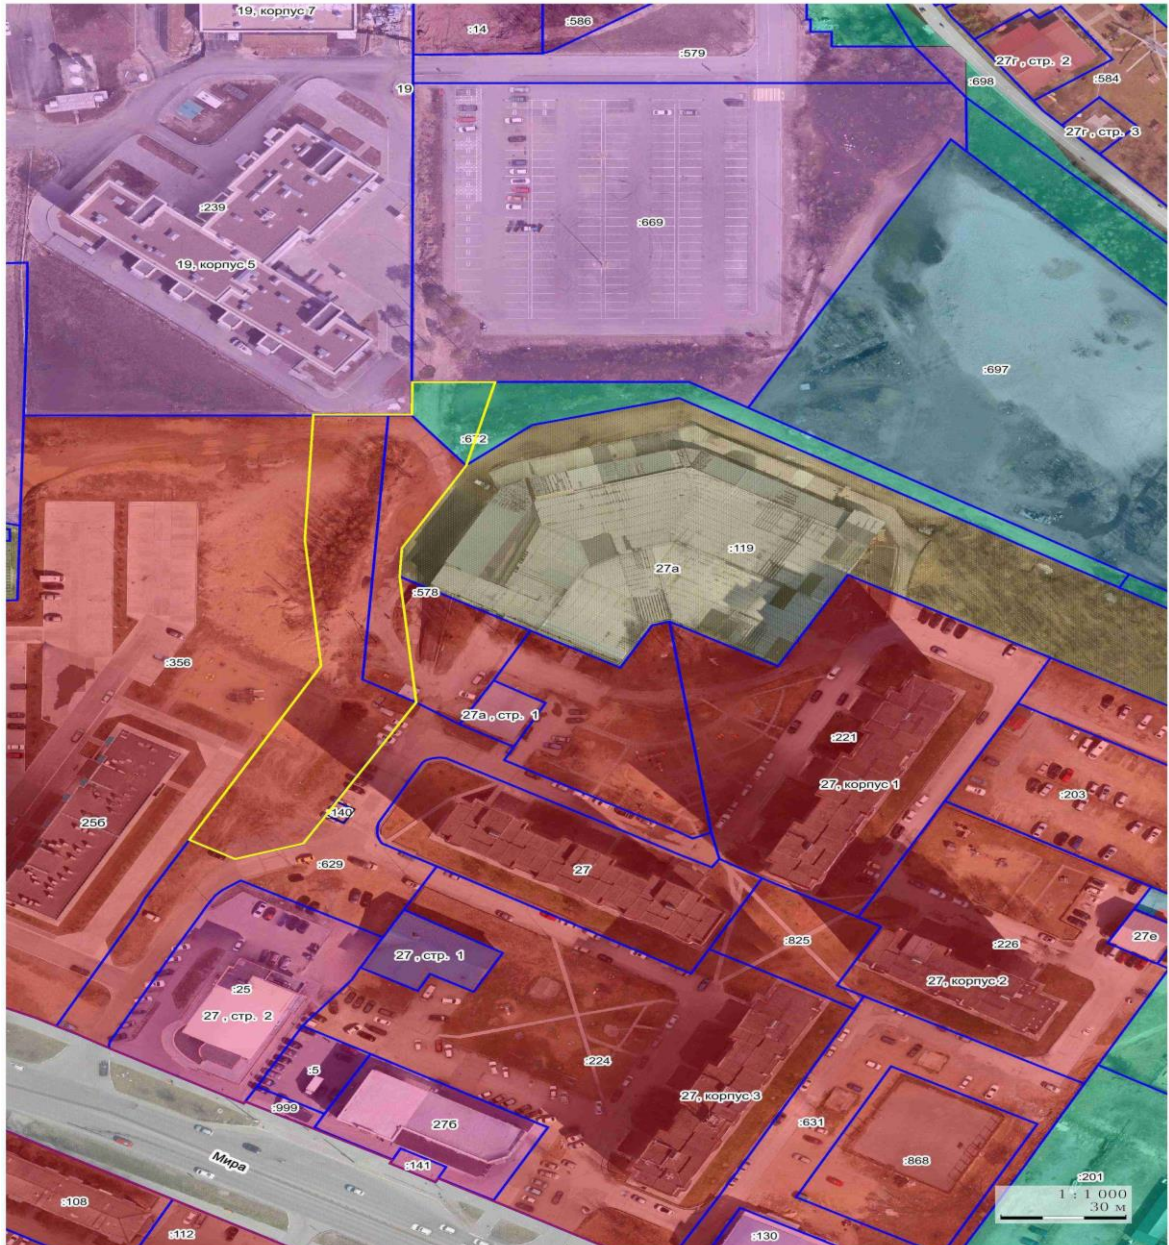 19, корпус 7
:14
:586
:579
27г , стр. 2
:584
:698
19
27г, стр. 3
:239
:669
19, корпус 5
:697
:119
27а
:578
:356
27а , стр. 1
:221
27, корпус 1
:203
:140
25б
:629
27
:825
27е
:226
27 , стр. 1
27, корпус 2
:25
27 , стр. 2
:224
:5
27, корпус 3
:999
27б
:631
Мира
:868
:141
:201
1 : 1 000
30 м
:108
:112
:130